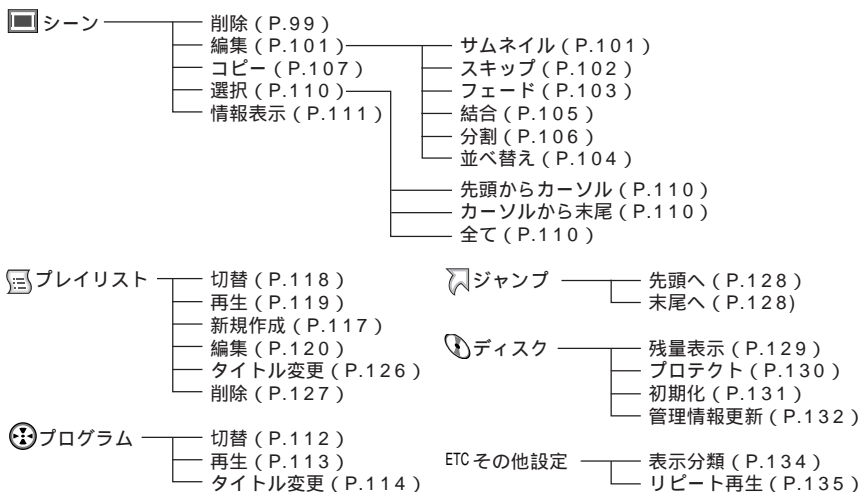 シーン
削除（P.99）
編集（P.101）
コピー（P.107）
選択（P.110）
情報表示（P.111）
サムネイル（P.101）
スキップ（P.102）
フェード（P.103）
結合（P.105）
分割（P.106）
並べ替え（P.104）
先頭からカーソル（P.110）
カーソルから末尾（P.110）
全て（P.110）
プレイリスト
切替（P.118）
再生（P.119）
新規作成（P.117）
編集（P.120）
タイトル変更（P.126）
削除（P.127）
プログラム
切替（P.112）
再生（P.113）
タイトル変更（P.114）
ジャンプ
先頭へ（P.128）
末尾へ（P.128)
ディスク
残量表示（P.129）
プロテクト（P.130）
初期化（P.131）
管理情報更新（P.132）
ETC その他設定
表示分類（P.134）
リピート再生（P.135）